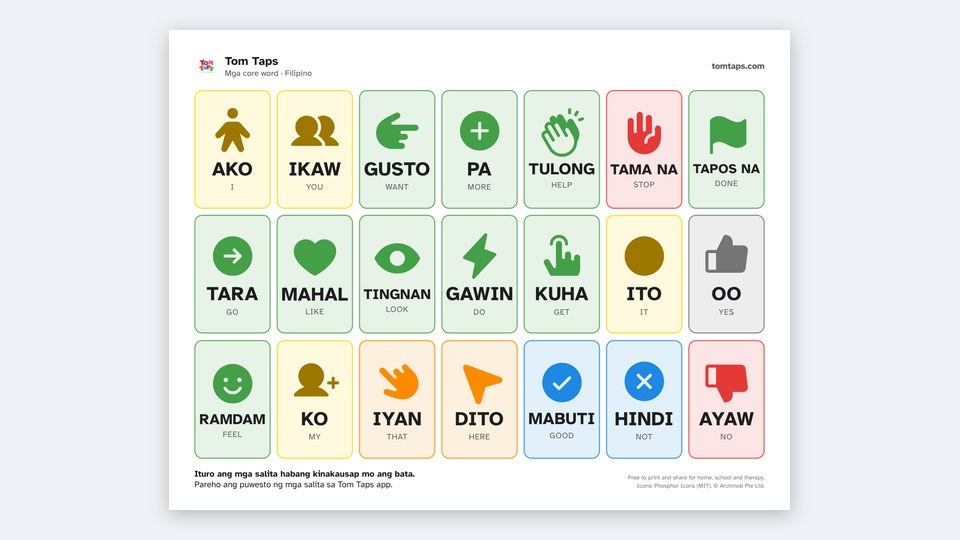 Tom Taps
Mga core word · Filipino
tomtaps.com
AKO
I
IKAW
YOU
GUSTO
WANT
PA
MORE
TULONG
HELP
TAMA NA
STOP
TAPOS NA
DONE
TARA
GO
MAHAL
LIKE
TINGNAN
LOOK
GAWIN
DO
KUHA
GET
ITO
IT
OO
YES
RAMDAM
FEEL
KO
MY
IYAN
THAT
DITO
HERE
MABUTI
GOOD
HINDI
NOT
AYAW
NO
Ituro ang mga salita habang kinakausap mo ang bata.
Pareho ang puwesto ng mga salita sa Tom Taps app.
Free to print and share for home, school and therapy.
Icons: Phosphor Icons (MIT). © Archmob Pte Ltd.